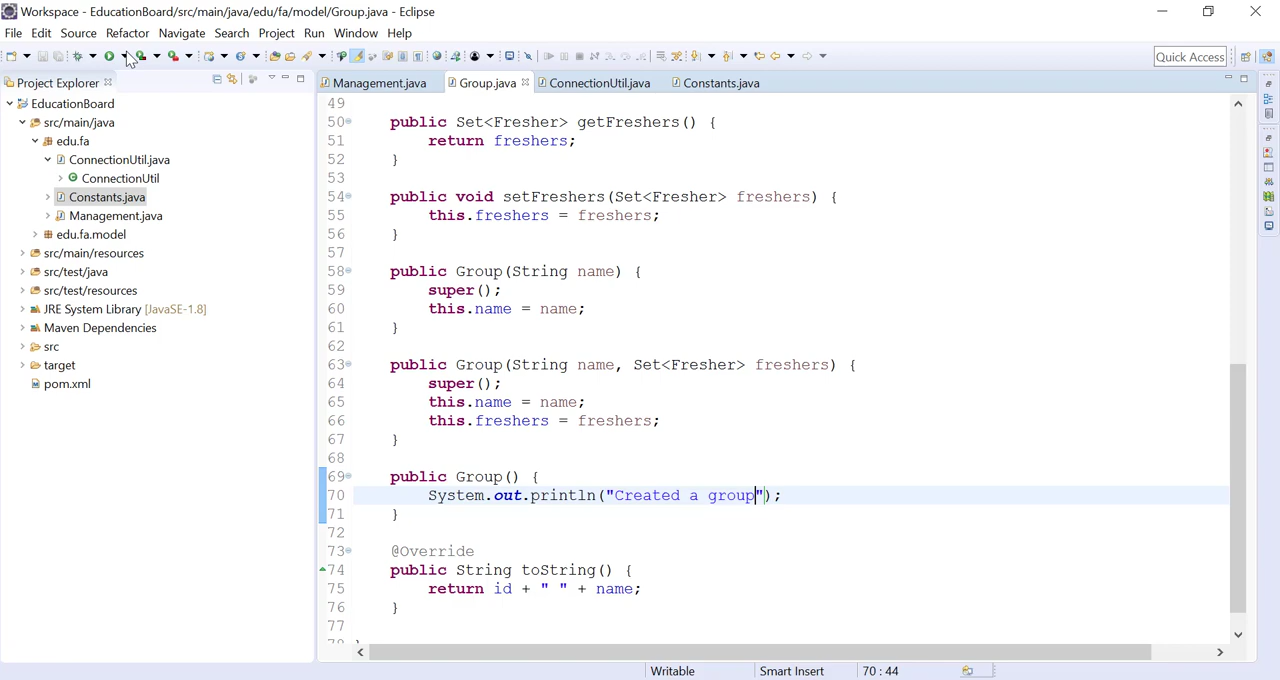 Workspace - EducationBoard/src/main/java/edu/fa/model/Group.java - Eclipse
File Edit Source Refactor Navigate Search Project Run Window Help
Quick Access
Project Explorer
Management.java Group.java ConnectionUtil.java Constants.java
EducationBoard
src/main/java
edu.fa
ConnectionUtil.java
ConnectionUtil
Constants.java
Management.java
edu.fa.model
src/main/resources
src/test/java
src/test/resources
JRE System Library [JavaSE-1.8]
Maven Dependencies
src
target
pom.xml
49
50 public Set<Fresher> getFreshers() {
51 return freshers;
52 }
53
54 public void setFreshers(Set<Fresher> freshers) {
55 this.freshers = freshers;
56 }
57
58 public Group(String name) {
59 super();
60 this.name = name;
61 }
62
63 public Group(String name, Set<Fresher> freshers) {
64 super();
65 this.name = name;
66 this.freshers = freshers;
67 }
68
69 public Group() {
70 System.out.println("Created a group");
71 }
72
73 @Override
74 public String toString() {
75 return id + " " + name;
76 }
77
Writable Smart Insert 70 : 44